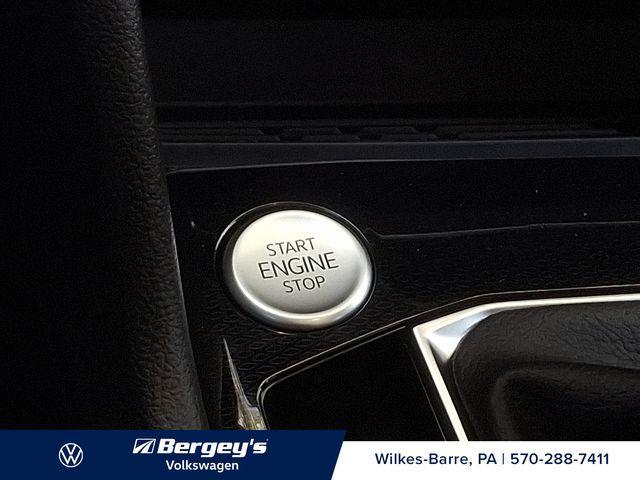 START
ENGINE
STOP
Bergey's
Volkswagen
Wilkes-Barre, PA | 570-288-7411